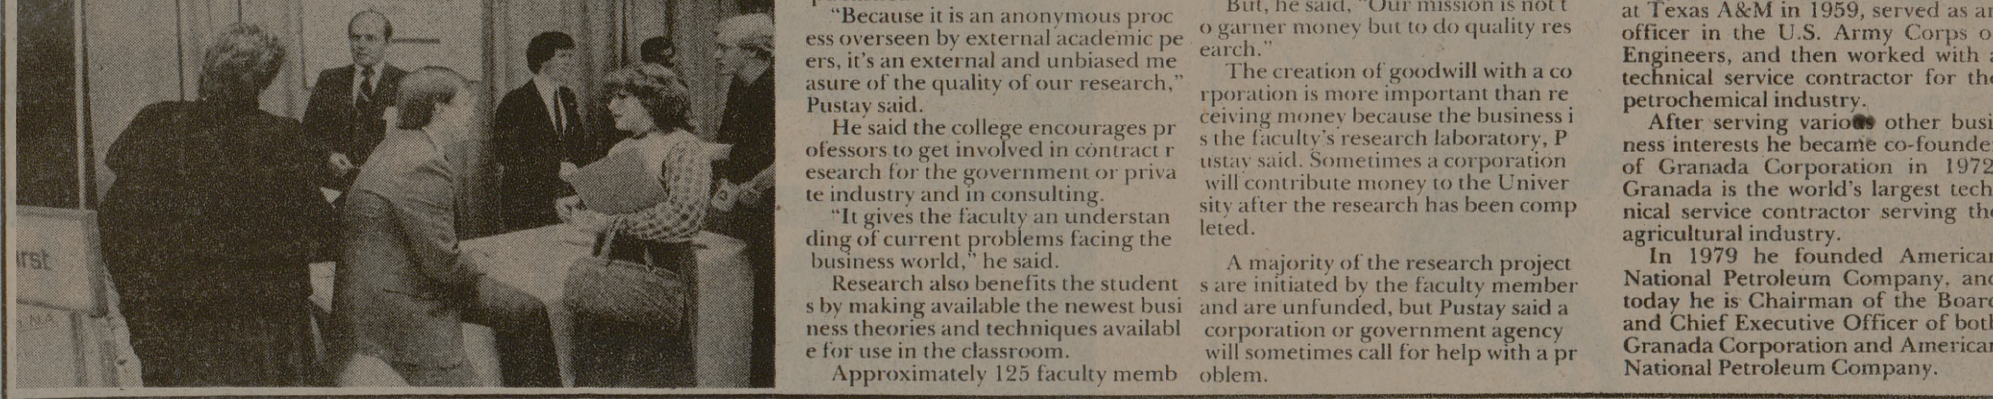 rst
"Because it is an anonymous proc
ess overseen by external academic pe
ers, it's an external and unbiased me
asure of the quality of our research,"
Pustay said.
He said the college encourages pr
ofessors to get involved in contract r
esearch for the government or priva
te industry and in consulting.
"It gives the faculty an understan
ding of current problems facing the
business world," he said.
Research also benefits the student
s by making available the newest busi
ness theories and techniques availabl
e for use in the classroom.
Approximately 125 faculty memb
But, he said, "Our mission is not t
o garner money but to do quality res
earch."
The creation of goodwill with a co
rporation is more important than re
ceiving money because the business i
s the faculty's research laboratory, P
ustay said. Sometimes a corporation
will contribute money to the Univer
sity after the research has been comp
leted.
A majority of the research project
s are initiated by the faculty member
and are unfunded, but Pustay said a
corporation or government agency
will sometimes call for help with a pr
oblem.
at Texas A&M in 1959, served as an
officer in the U.S. Army Corps o
Engineers, and then worked with a
technical service contractor for the
petrochemical industry.
After serving various other busi
ness interests he became co-founde
of Granada Corporation in 1972
Granada is the world's largest tech
nical service contractor serving the
agricultural industry.
In 1979 he founded American
National Petroleum Company, and
today he is Chairman of the Board
and Chief Executive Officer of both
Granada Corporation and American
National Petroleum Company.